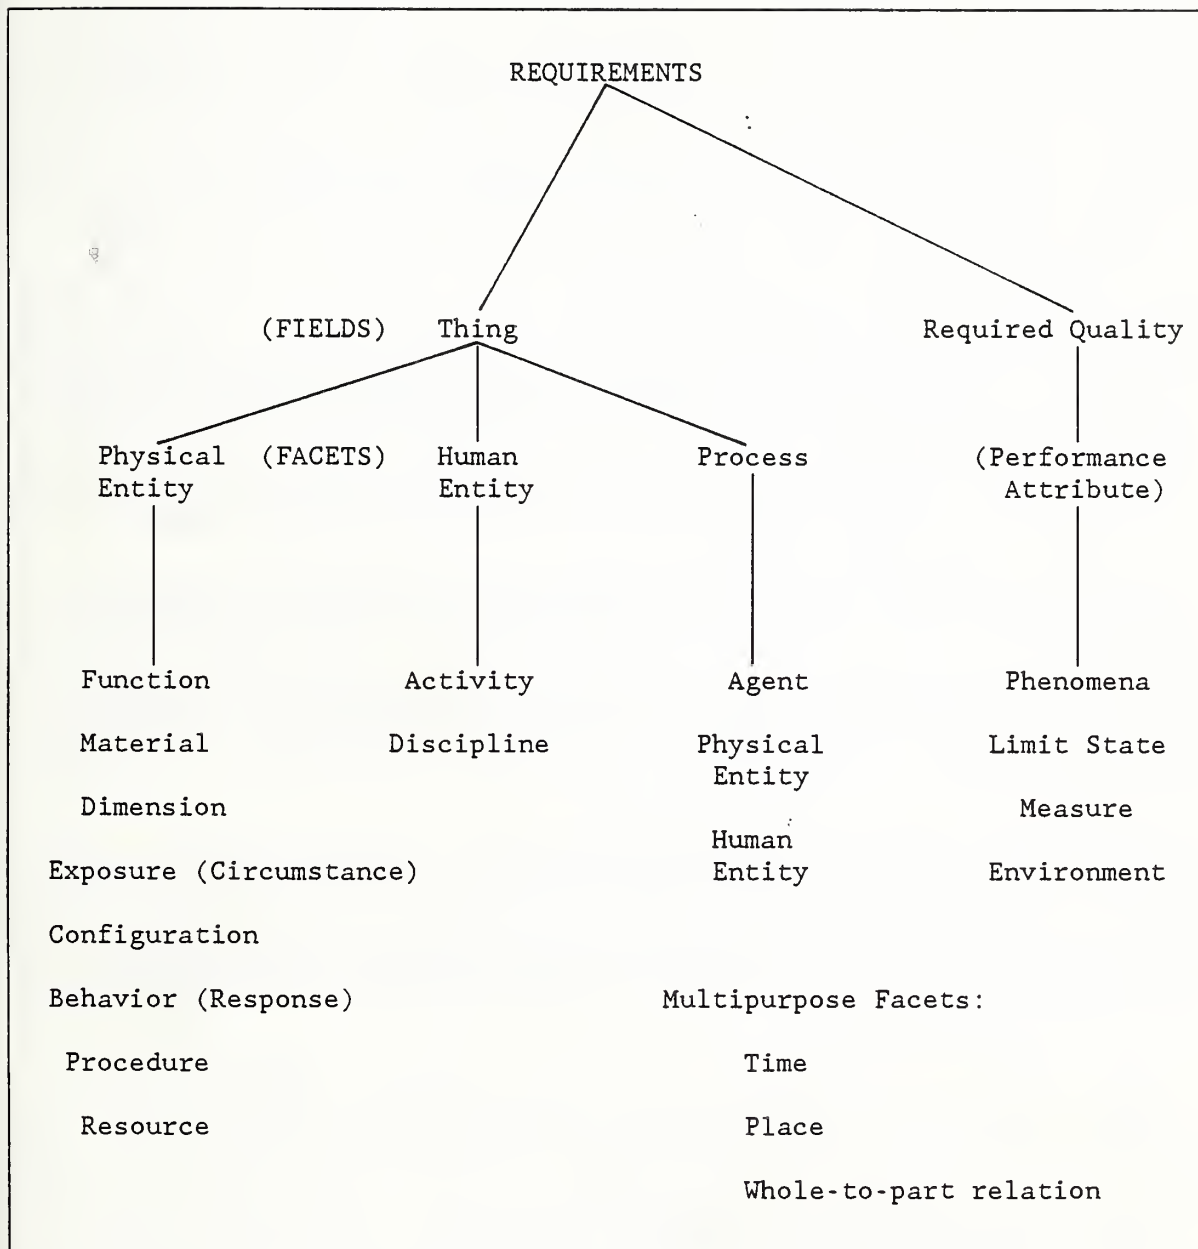 REQUIREMENTS
(FIELDS) Thing Required Quality
Physical (FACETS) Human Process (Performance
Entity Entity Attribute)
Function Activity Agent Phenomena
Material Discipline Physical Limit State
Entity
Dimension Measure
Human
Exposure (Circumstance) Entity Environment
Configuration
Behavior (Response) Multipurpose Facets:
Procedure Time
Resource Place
Whole-to-part relation